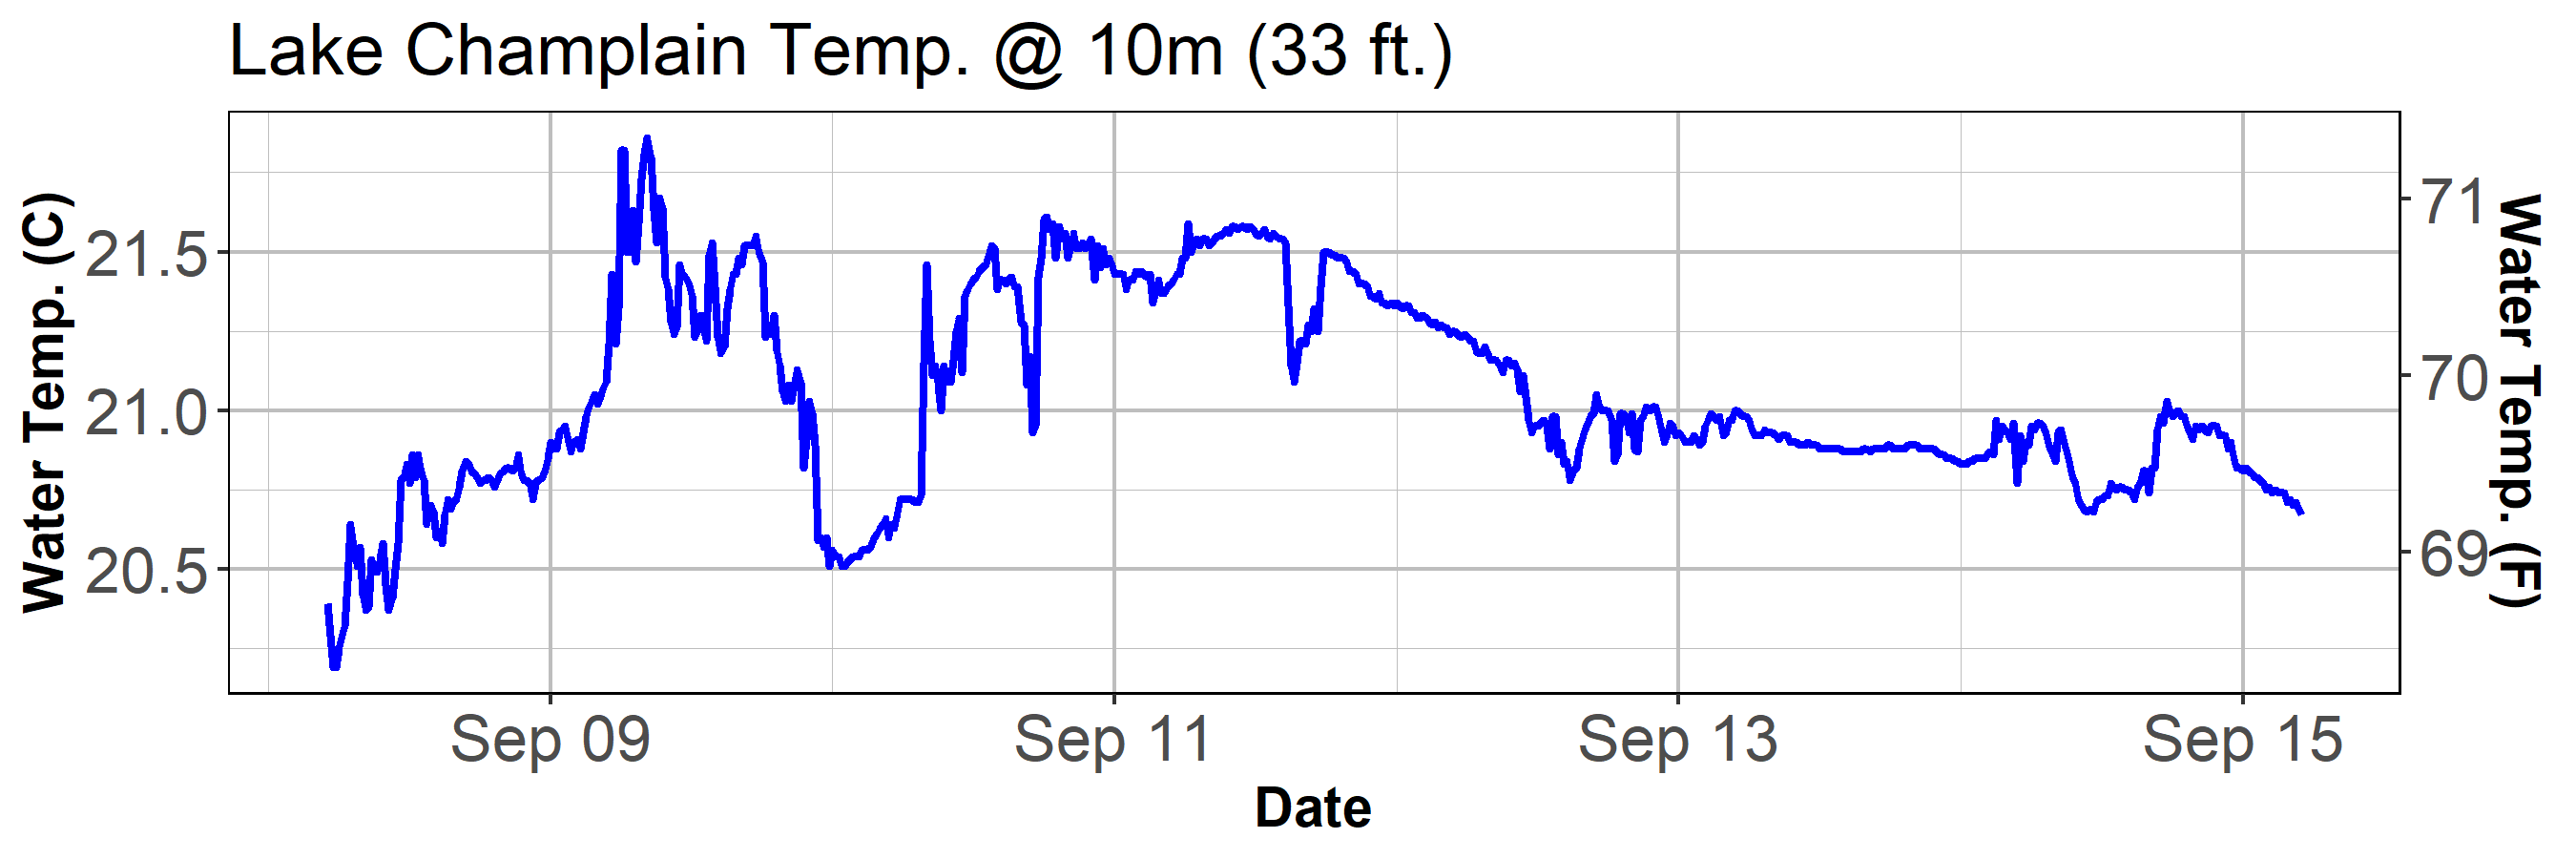 Lake Champlain Temp. @ 10m (33 ft.)
Water Temp. (C)
21.5
21.0
20.5
71
70
69
Water Temp. (F)
Sep 09 Sep 11 Sep 13 Sep 15
Date